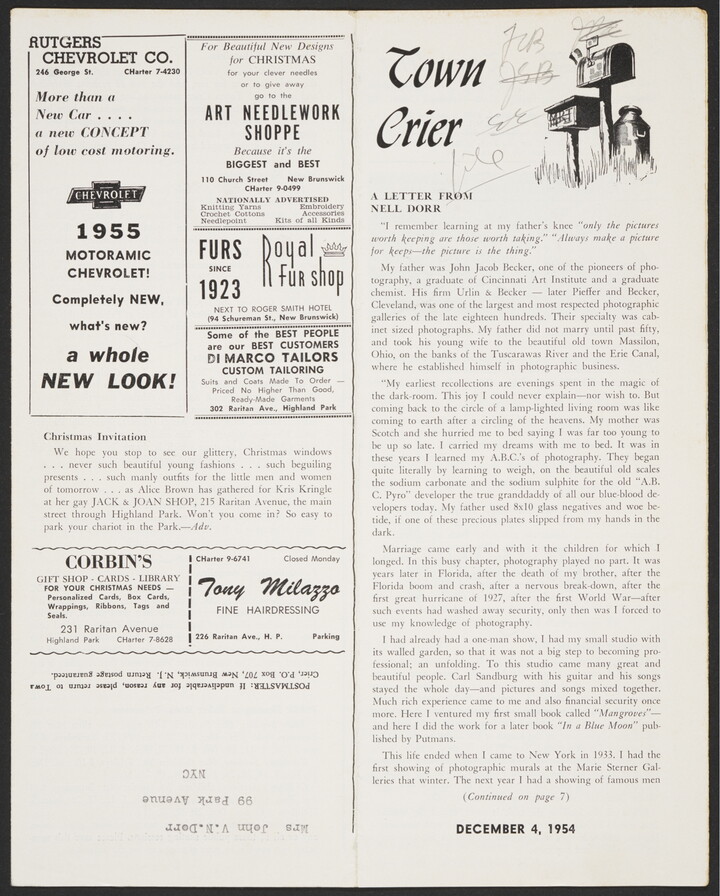 RUTGERS
CHEVROLET CO.
246 George St. CHarter 7-4230
More than a
New Car . . . .
a new CONCEPT
of low cost motoring.
CHEVROLET
1955
MOTORAMIC
CHEVROLET!
Completely NEW,
what's new?
a whole
NEW LOOK!
For Beautiful New Designs
for CHRISTMAS
for your clever needles
or to give away
go to the
ART NEEDLEWORK
SHOPPE
Because it's the
BIGGEST and BEST
110 Church Street New Brunswick
CHarter 9-0499
NATIONALLY ADVERTISED
Knitting Yarns Embroidery
Crochet Cottons Accessories
Needlepoint Kits of all Kinds
FURS
SINCE
1923
Royal
Fur shop
NEXT TO ROGER SMITH HOTEL
(94 Schureman St., New Brunswick)
Some of the BEST PEOPLE
are our BEST CUSTOMERS
DI MARCO TAILORS
CUSTOM TAILORING
Suits and Coats Made To Order —
Priced No Higher Than Good,
Ready-Made Garments
302 Raritan Ave., Highland Park
Christmas Invitation
We hope you stop to see our glittery, Christmas windows
. . . never such beautiful young fashions . . . such beguiling
presents . . . such manly outfits for the little men and women
of tomorrow . . . as Alice Brown has gathered for Kris Kringle
at her gay JACK & JOAN SHOP, 215 Raritan Avenue, the main
street through Highland Park. Won't you come in? So easy to
park your chariot in the Park.—Adv.
CORBIN'S
GIFT SHOP - CARDS - LIBRARY
FOR YOUR CHRISTMAS NEEDS —
Personalized Cards, Box Cards,
Wrappings, Ribbons, Tags and
Seals.
231 Raritan Avenue
Highland Park CHarter 7-8628
CHarter 9-6741 Closed Monday
Tony Milazzo
FINE HAIRDRESSING
226 Raritan Ave., H. P. Parking
POSTMASTER: If undeliverable for any reason, please return to Town
Crier, P.O. Box 707, New Brunswick, N.J. Return postage guaranteed.
Mrs John V.N.Dorr
99 Park Avenue
NYC
Town
Crier
JCB
file
A LETTER FROM
NELL DORR
"I remember learning at my father's knee "only the pictures
worth keeping are those worth taking." "Always make a picture
for keeps—the picture is the thing."
My father was John Jacob Becker, one of the pioneers of pho-
tography, a graduate of Cincinnati Art Institute and a graduate
chemist. His firm Urlin & Becker — later Pieffer and Becker,
Cleveland, was one of the largest and most respected photographic
galleries of the late eighteen hundreds. Their specialty was cab-
inet sized photographs. My father did not marry until past fifty,
and took his young wife to the beautiful old town Massilon,
Ohio, on the banks of the Tuscarawas River and the Erie Canal,
where he established himself in photographic business.
"My earliest recollections are evenings spent in the magic of
the dark-room. This joy I could never explain—nor wish to. But
coming back to the circle of a lamp-lighted living room was like
coming to earth after a circling of the heavens. My mother was
Scotch and she hurried me to bed saying I was far too young to
be up so late. I carried my dreams with me to bed. It was in
these years I learned my A.B.C.'s of photography. They began
quite literally by learning to weigh, on the beautiful old scales
the sodium carbonate and the sodium sulphite for the old "A.B.
C. Pyro" developer the true granddaddy of all our blue-blood de-
velopers today. My father used 8x10 glass negatives and woe be-
tide, if one of these precious plates slipped from my hands in the
dark.
Marriage came early and with it the children for which I
longed. In this busy chapter, photography played no part. It was
years later in Florida, after the death of my brother, after the
Florida boom and crash, after a nervous break-down, after the
first great hurricane of 1927, after the first World War—after
such events had washed away security, only then was I forced to
use my knowledge of photography.
I had already had a one-man show, I had my small studio with
its walled garden, so that it was not a big step to becoming pro-
fessional; an unfolding. To this studio came many great and
beautiful people. Carl Sandburg with his guitar and his songs
stayed the whole day—and pictures and songs mixed together.
Much rich experience came to me and also financial security once
more. Here I ventured my first small book called "Mangroves"—
and here I did the work for a later book "In a Blue Moon" pub-
lished by Putmans.
This life ended when I came to New York in 1933. I had the
first showing of photographic murals at the Marie Sterner Gal-
leries that winter. The next year I had a showing of famous men
(Continued on page 7)
DECEMBER 4, 1954